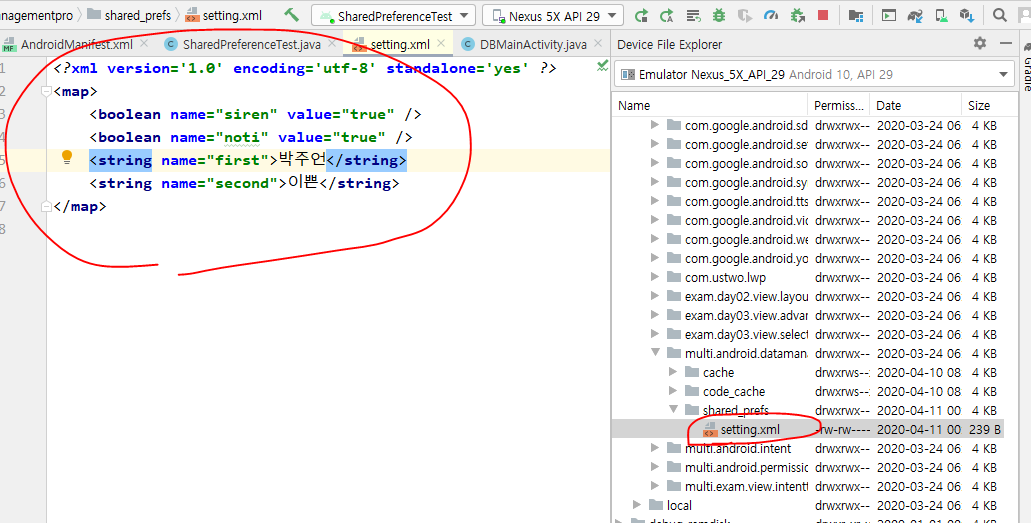 nagementpro shared_prefs setting.xml SharedPreferenceTest Nexus 5X API 29
AndroidManifest.xml SharedPreferenceTest.java setting.xml DBMainActivity.java
1 <?xml version='1.0' encoding='utf-8' standalone='yes' ?>
2 <map>
3 <boolean name="siren" value="true" />
4 <boolean name="noti" value="true" />
5 <string name="first">박주언</string>
6 <string name="second">이쁜</string>
7 </map>
8
Device File Explorer
Emulator Nexus_5X_API_29 Android 10, API 29
Name Permiss... Date Size
com.google.android.sd drwxrwx-- 2020-03-24 06 4 KB
com.google.android.se drwxrwx-- 2020-03-24 06 4 KB
com.google.android.so drwxrwx-- 2020-03-24 06 4 KB
com.google.android.sy drwxrwx-- 2020-03-24 06 4 KB
com.google.android.tts drwxrwx-- 2020-03-24 06 4 KB
com.google.android.vic drwxrwx-- 2020-03-24 06 4 KB
com.google.android.we drwxrwx-- 2020-03-24 06 4 KB
com.google.android.yo drwxrwx-- 2020-03-24 06 4 KB
com.ustwo.lwp drwxrwx-- 2020-03-24 06 4 KB
exam.day02.view.layou drwxrwx-- 2020-03-24 06 4 KB
exam.day03.view.advar drwxrwx-- 2020-03-24 06 4 KB
exam.day03.view.select drwxrwx-- 2020-03-24 06 4 KB
multi.android.datamana drwxrwx-- 2020-03-24 06 4 KB
cache drwxrws-- 2020-04-10 08 4 KB
code_cache drwxrws-- 2020-04-10 08 4 KB
shared_prefs drwxrwx-- 2020-04-11 00 4 KB
setting.xml -rw-rw---- 2020-04-11 00 239 B
multi.android.intent drwxrwx-- 2020-03-24 06 4 KB
multi.android.permissic drwxrwx-- 2020-03-24 06 4 KB
multi.exam.view.intentt drwxrwx-- 2020-03-24 06 4 KB
local drwxrwx-- 2020-03-24 06 4 KB
Gradle